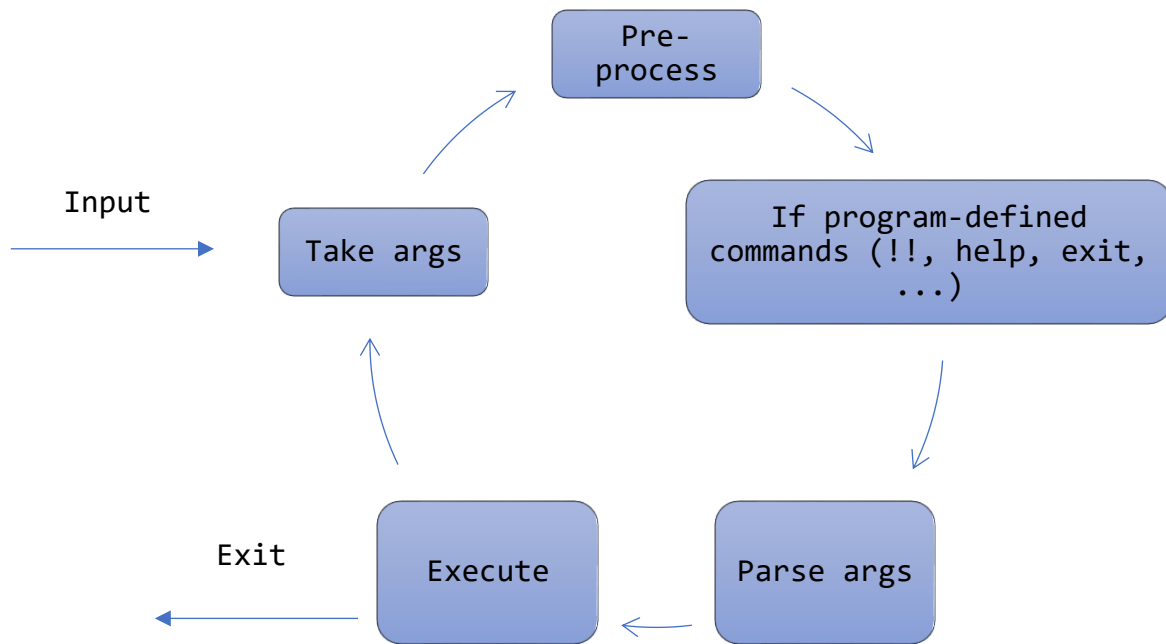 Pre-
process
Input
Take args
If program-defined
commands (!!, help, exit,
...)
Exit
Execute
Parse args